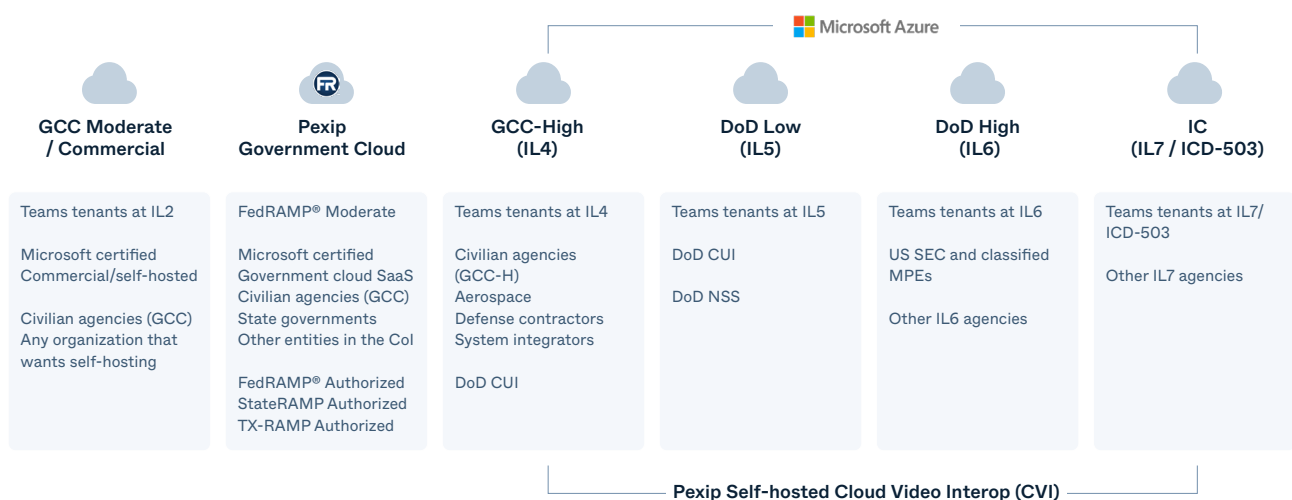 Microsoft Azure
FR
GCC Moderate
/ Commercial
Pexip
Government Cloud
GCC-High
(IL4)
DoD Low
(IL5)
DoD High
(IL6)
IC
(IL7 / ICD-503)
Teams tenants at IL2
Microsoft certified
Commercial/self-hosted
Civilian agencies (GCC)
Any organization that
wants self-hosting
FedRAMP® Moderate
Microsoft certified
Government cloud SaaS
Civilian agencies (GCC)
State governments
Other entities in the CoI
FedRAMP® Authorized
StateRAMP Authorized
TX-RAMP Authorized
Teams tenants at IL4
Civilian agencies
(GCC-H)
Aerospace
Defense contractors
System integrators
DoD CUI
Teams tenants at IL5
DoD CUI
DoD NSS
Teams tenants at IL6
US SEC and classified
MPEs
Other IL6 agencies
Teams tenants at IL7/
ICD-503
Other IL7 agencies
Pexip Self-hosted Cloud Video Interop (CVI)